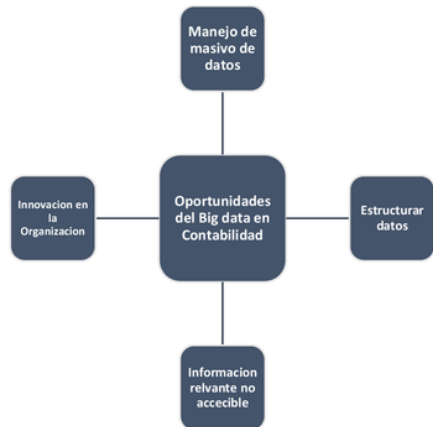 Manejo de
masivo de
datos
Innovacion en
la
Organizacion
Oportunidades
del Big data en
Contabilidad
Estructurar
datos
Informacion
relvante no
accecible